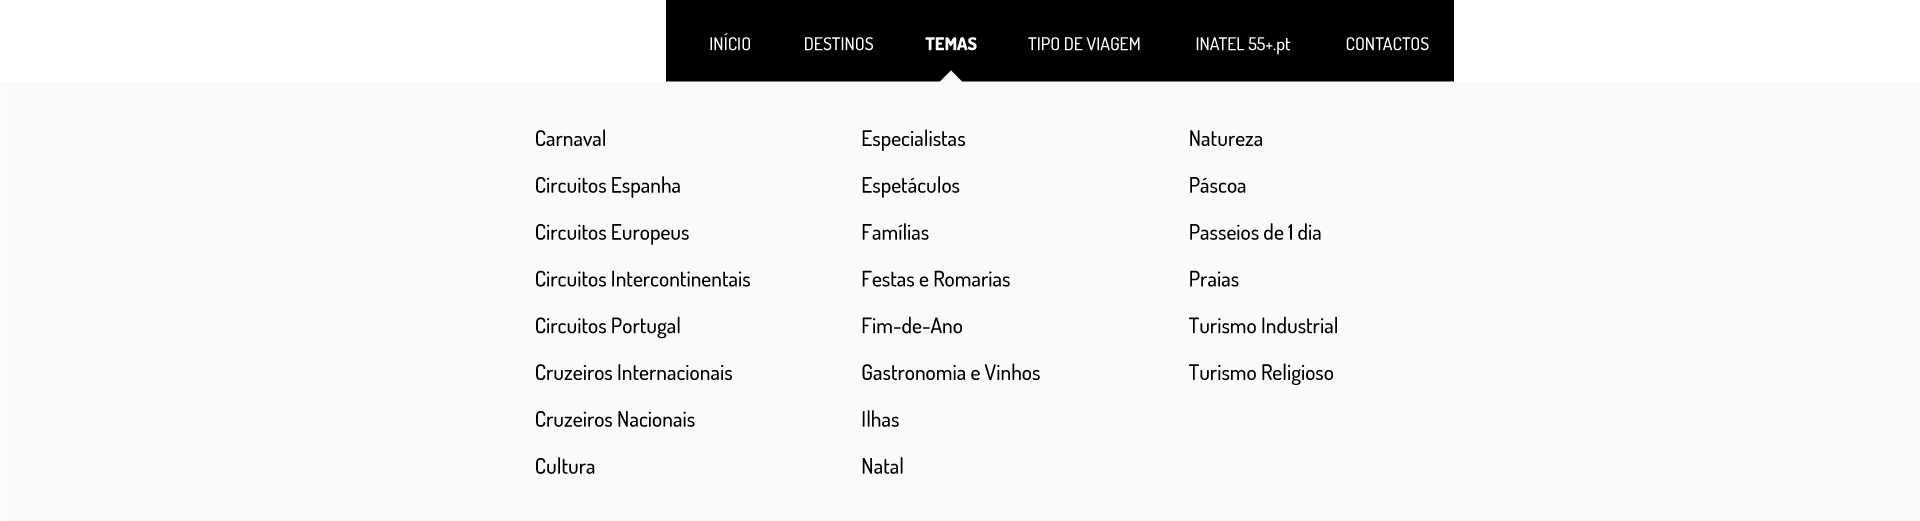 INÍCIO DESTINOS TEMAS TIPO DE VIAGEM INATEL 55+.pt CONTACTOS
Carnaval
Circuitos Espanha
Circuitos Europeus
Circuitos Intercontinentais
Circuitos Portugal
Cruzeiros Internacionais
Cruzeiros Nacionais
Cultura
Especialistas
Espetáculos
Famílias
Festas e Romarias
Fim-de-Ano
Gastronomia e Vinhos
Ilhas
Natal
Natureza
Páscoa
Passeios de 1 dia
Praias
Turismo Industrial
Turismo Religioso